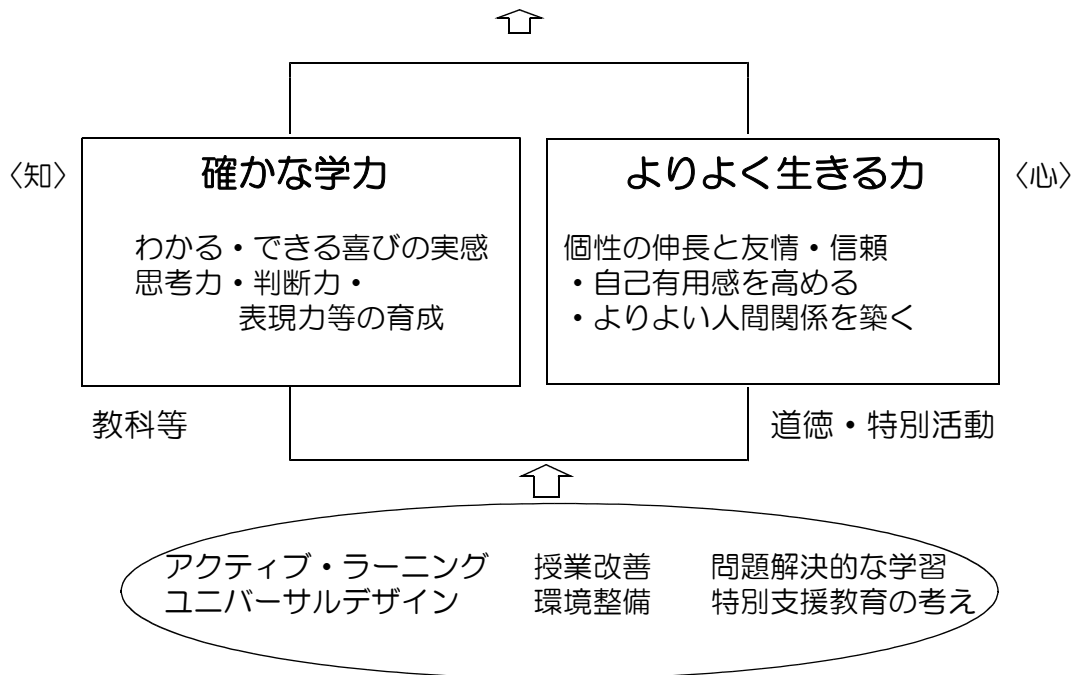 〈知〉
確かな学力
わかる・できる喜びの実感
思考力・判断力・
表現力等の育成
教科等
よりよく生きる力
〈心〉
個性の伸長と友情・信頼
・自己有用感を高める
・よりよい人間関係を築く
道徳・特別活動
アクティブ・ラーニング 授業改善 問題解決的な学習
ユニバーサルデザイン 環境整備 特別支援教育の考え